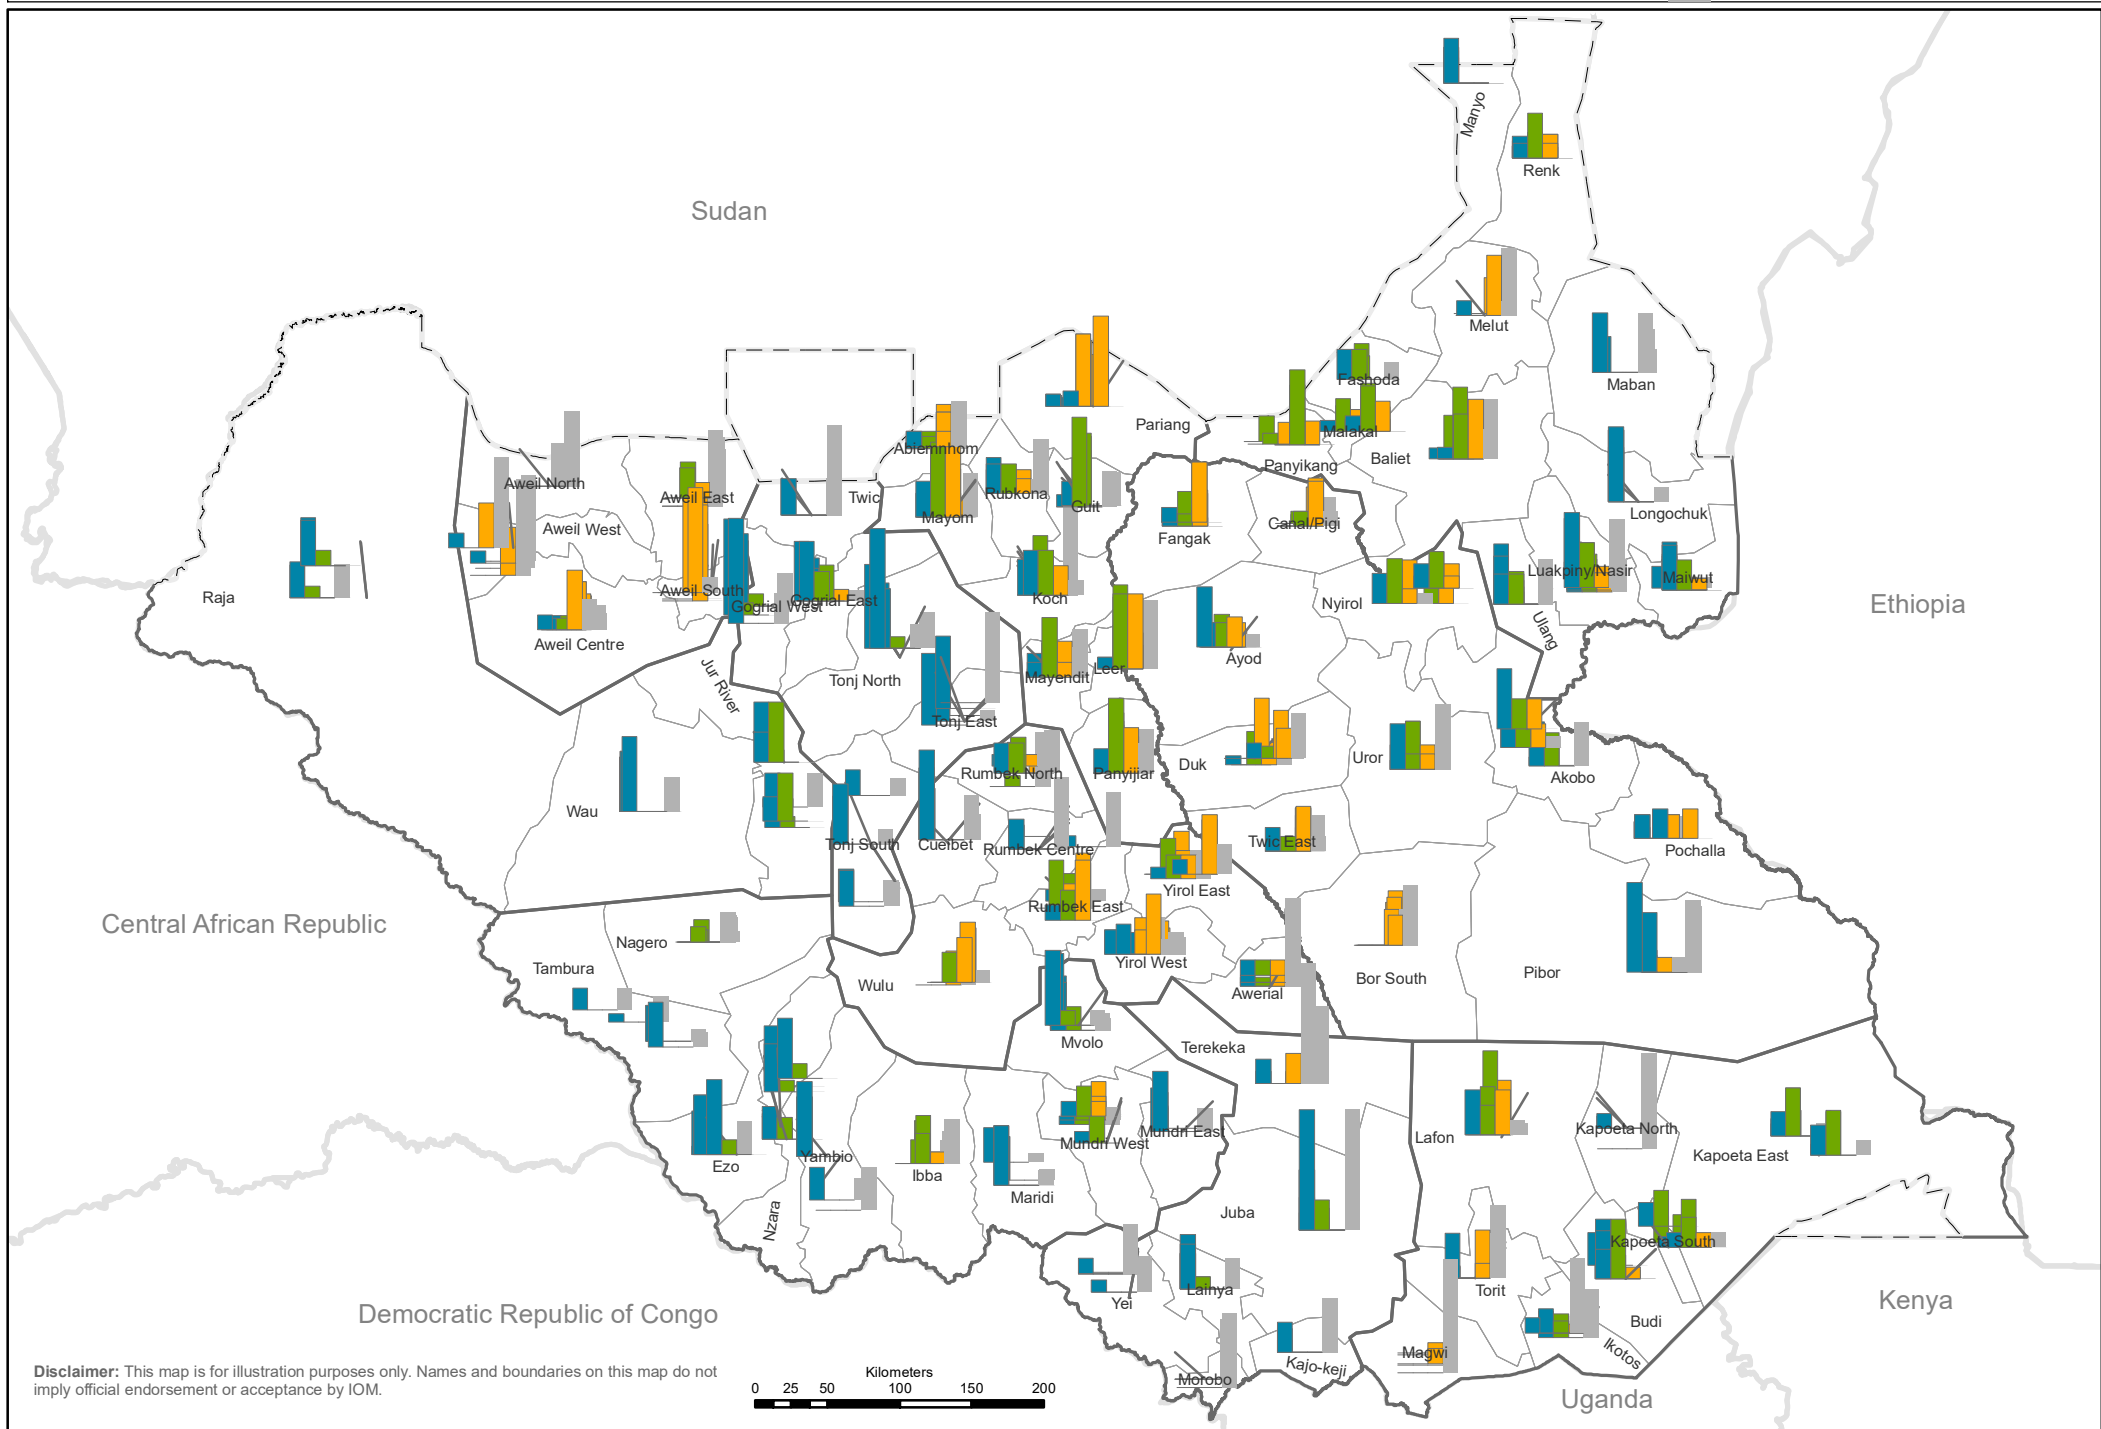 Manyo
Renk
Sudan
Melut
Maban
Fashoda
Pariang
Malakal
Abiemnhom
Panyikang
Baliet
Aweil North
Aweil East
Twic
Rubkona
Guit
Mayom
Longochuk
Aweil West
Canal/Pigi
Fangak
Luakpiny/Nasir
Maiwut
Raja
Aweil South
Gogrial West
Gogrial East
Koch
Nyirol
Ethiopia
Aweil Centre
Ulang
Ayod
Jur River
Tonj North
Mayendit
Leer
Tonj East
Rumbek North
Panyijiar
Duk
Uror
Akobo
Wau
Tonj South
Cueibet
Rumbek Centre
Twic East
Pochalla
Yirol East
Rumbek East
Central African Republic
Nagero
Tambura
Yirol West
Wulu
Awerial
Bor South
Pibor
Mvolo
Terekeka
Mundri West
Mundri East
Lafon
Kapoeta North
Kapoeta East
Ezo
Yambio
Ibba
Maridi
Nzara
Juba
Kapoeta South
Yei
Lainya
Torit
Budi
Kenya
Democratic Republic of Congo
Magwi
Ikotos
Kajo-keji
Morobo
Uganda
Disclaimer: This map is for illustration purposes only. Names and boundaries on this map do not
imply official endorsement or acceptance by IOM.
Kilometers
0 25 50 100 150 200